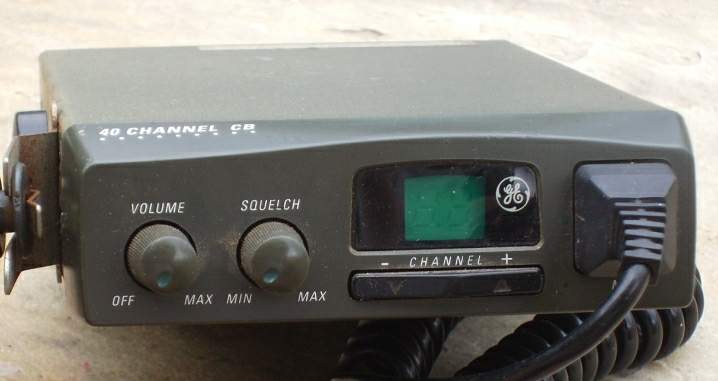 40 CHANNEL CB
VOLUME
SQUELCH
GE
- CHANNEL +
OFF MAX
MIN MAX